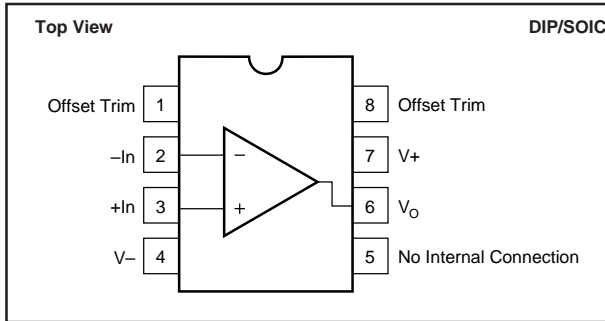 Top View DIP/SOIC
Offset Trim 1 8 Offset Trim
–In 2 – 7 V+
+In 3 + 6 VO
V– 4 5 No Internal Connection